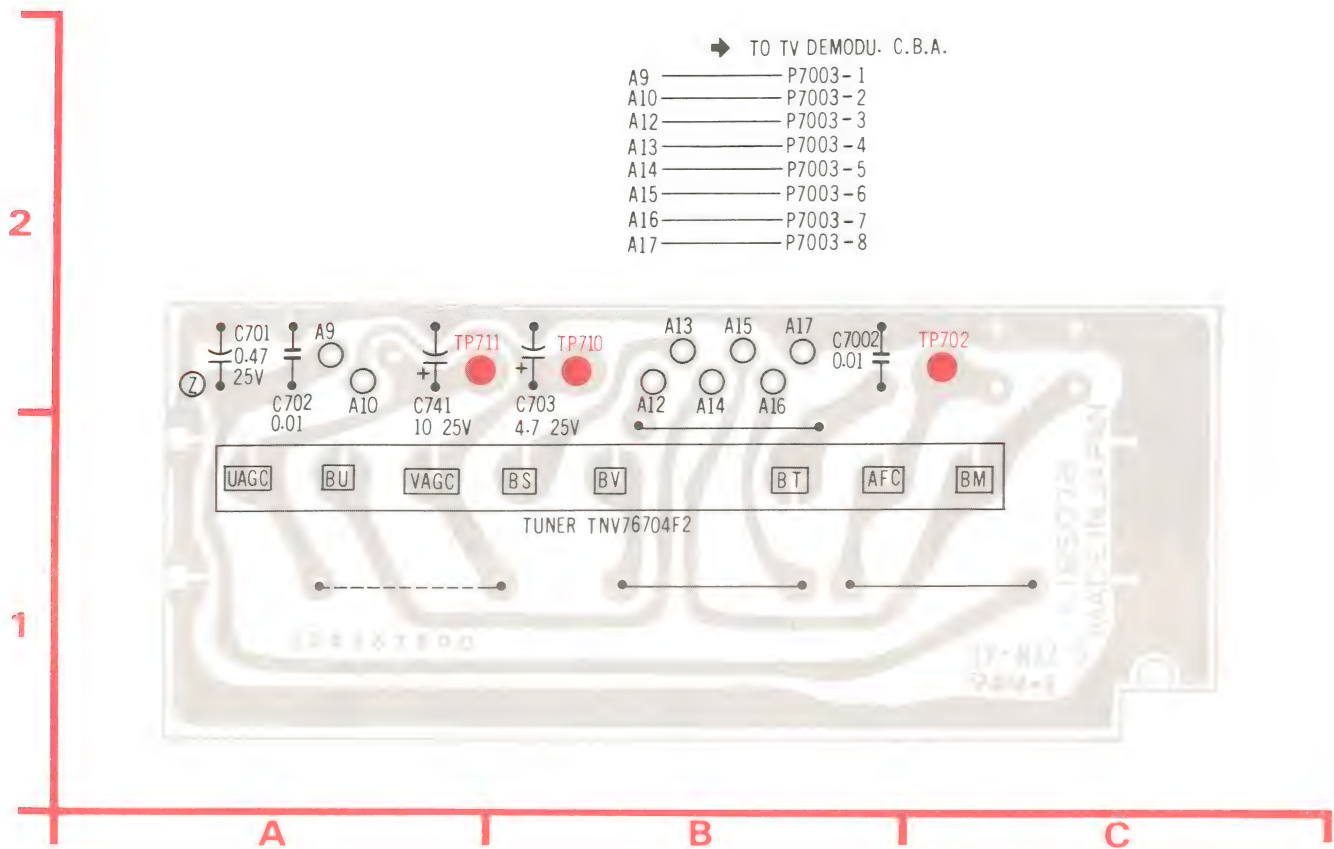 ➔ TO TV DEMODU. C.B.A.
A9 P7003-1
A10 P7003-2
A12 P7003-3
A13 P7003-4
A14 P7003-5
A15 P7003-6
A16 P7003-7
A17 P7003-8
2
C701
0.47
25V
A9
TP711
TP710
A13
A15
A17
C7002
0.01
TP702
Z
C702
0.01
A10
C741
10 25V
C703
4.7 25V
A12
A14
A16
UAGC
BU
VAGC
BS
BV
BT
AFC
BM
TUNER TNV76704F2
MADE IN JAPAN
1
A
B
C